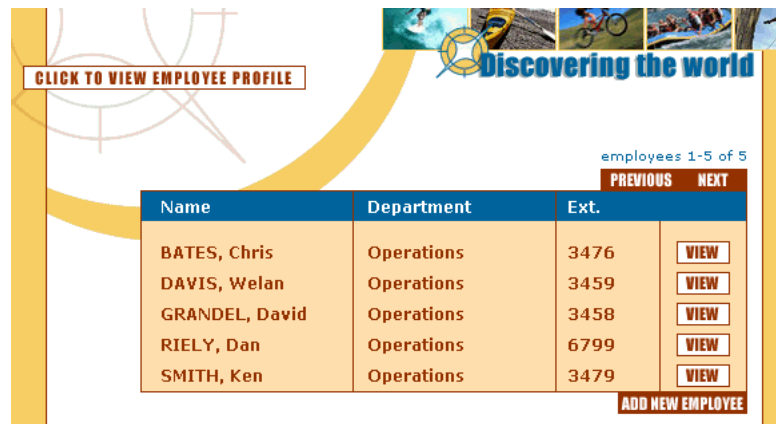 Discovering the world
CLICK TO VIEW EMPLOYEE PROFILE
employees 1-5 of 5
PREVIOUS NEXT
Name Department Ext.
BATES, Chris Operations 3476 VIEW
DAVIS, Welan Operations 3459 VIEW
GRANDEL, David Operations 3458 VIEW
RIELY, Dan Operations 6799 VIEW
SMITH, Ken Operations 3479 VIEW
ADD NEW EMPLOYEE